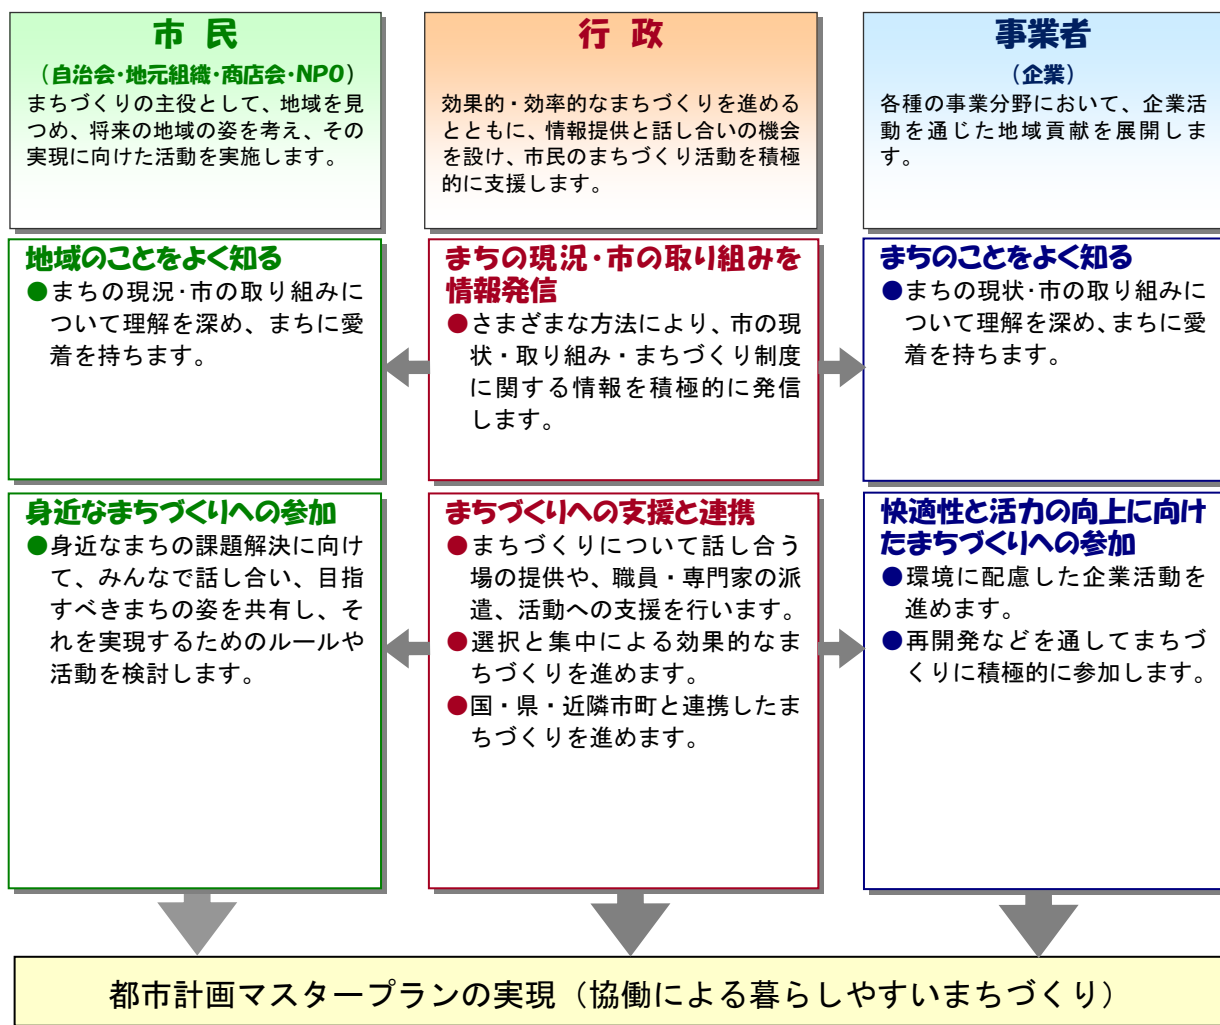 市 民
（自治会・地元組織・商店会・NPO）
まちづくりの主役として、地域を見
つめ、将来の地域の姿を考え、その
実現に向けた活動を実施します。
行 政
効果的・効率的なまちづくりを進める
とともに、情報提供と話し合いの機会
を設け、市民のまちづくり活動を積極
的に支援します。
事業者
（企業）
各種の事業分野において、企業活
動を通じた地域貢献を展開しま
す。
地域のことをよく知る
●まちの現況・市の取り組みに
ついて理解を深め、まちに愛
着を持ちます。
まちの現況・市の取り組みを
情報発信
●さまざまな方法により、市の現
状・取り組み・まちづくり制度
に関する情報を積極的に発信
します。
まちのことをよく知る
●まちの現状・市の取り組みに
ついて理解を深め、まちに愛
着を持ちます。
身近なまちづくりへの参加
●身近なまちの課題解決に向け
て、みんなで話し合い、目指
すべきまちの姿を共有し、そ
れを実現するためのルールや
活動を検討します。
まちづくりへの支援と連携
●まちづくりについて話し合う
場の提供や、職員・専門家の派
遣、活動への支援を行います。
●選択と集中による効果的なま
ちづくりを進めます。
●国・県・近隣市町と連携したま
ちづくりを進めます。
快適性と活力の向上に向け
たまちづくりへの参加
●環境に配慮した企業活動を
進めます。
●再開発などを通してまちづ
くりに積極的に参加します。
都市計画マスタープランの実現（協働による暮らしやすいまちづくり）